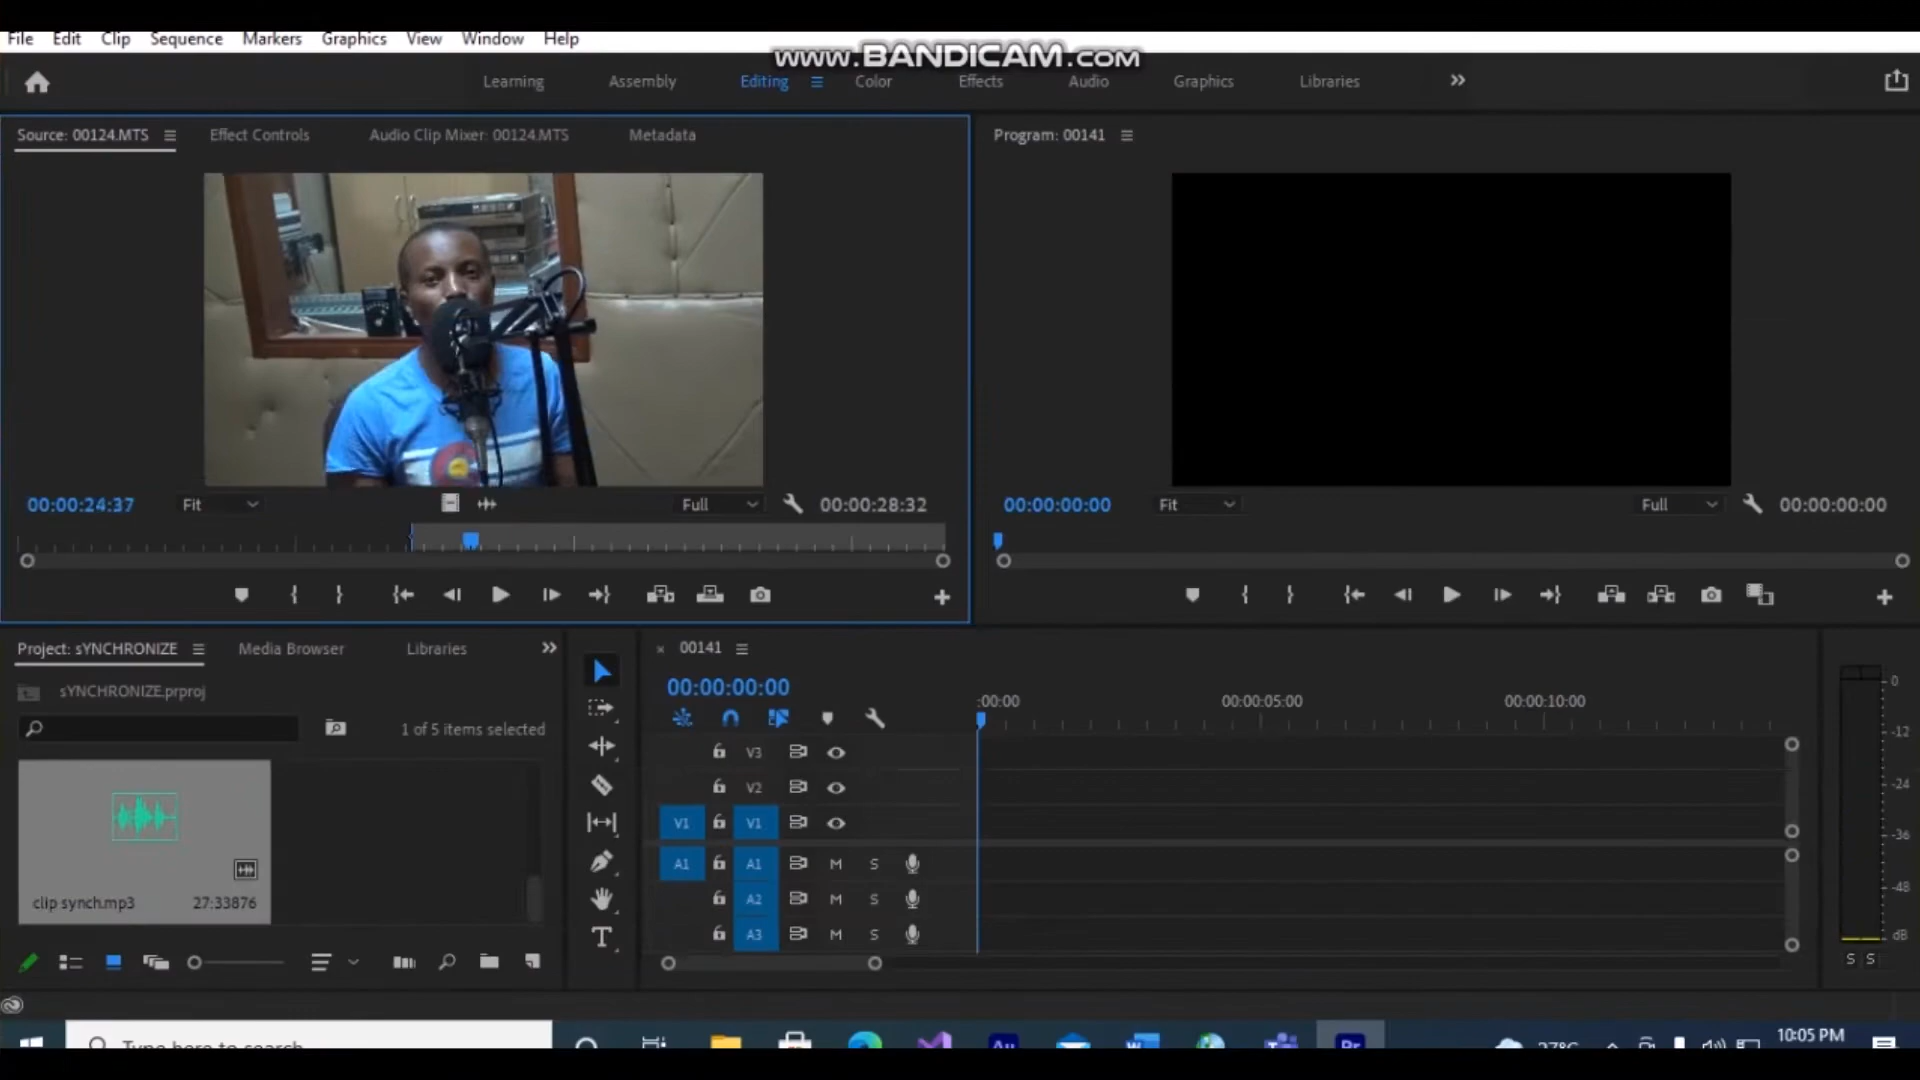 File Edit Clip Sequence Markers Graphics View Window Help
www.BANDICAM.com
Learning Assembly Editing Color Effects Audio Graphics Libraries
Source: 00124.MTS Effect Controls Audio Clip Mixer: 00124.MTS Metadata
Program: 00141
00:00:24:37 Fit Full 00:00:28:32
00:00:00:00 Fit Full 00:00:00:00
Project: sYNCHRONIZE Media Browser Libraries
sYNCHRONIZE.prproj
1 of 5 items selected
clip synch.mp3 27:33876
00141
00:00:00:00
:00:00 00:00:05:00 00:00:10:00
V3
V2
V1 V1
A1 A1 M S
A2 M S
A3 M S
0
-12
-24
-36
-48
dB
S S
Type here to search
27°C
10:05 PM